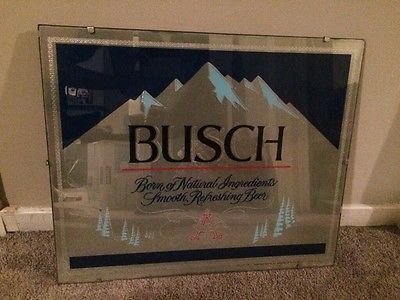 BUSCH
Born of Natural Ingredients
Smooth, Refreshing Beer